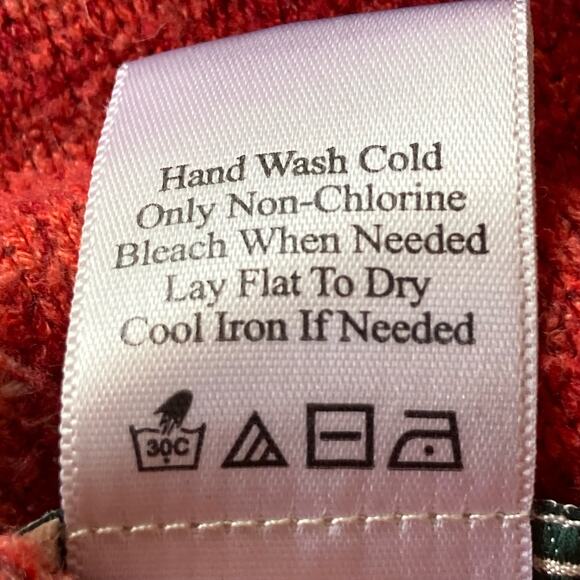 Hand Wash Cold
Only Non-Chlorine
Bleach When Needed
Lay Flat To Dry
Cool Iron If Needed
30C